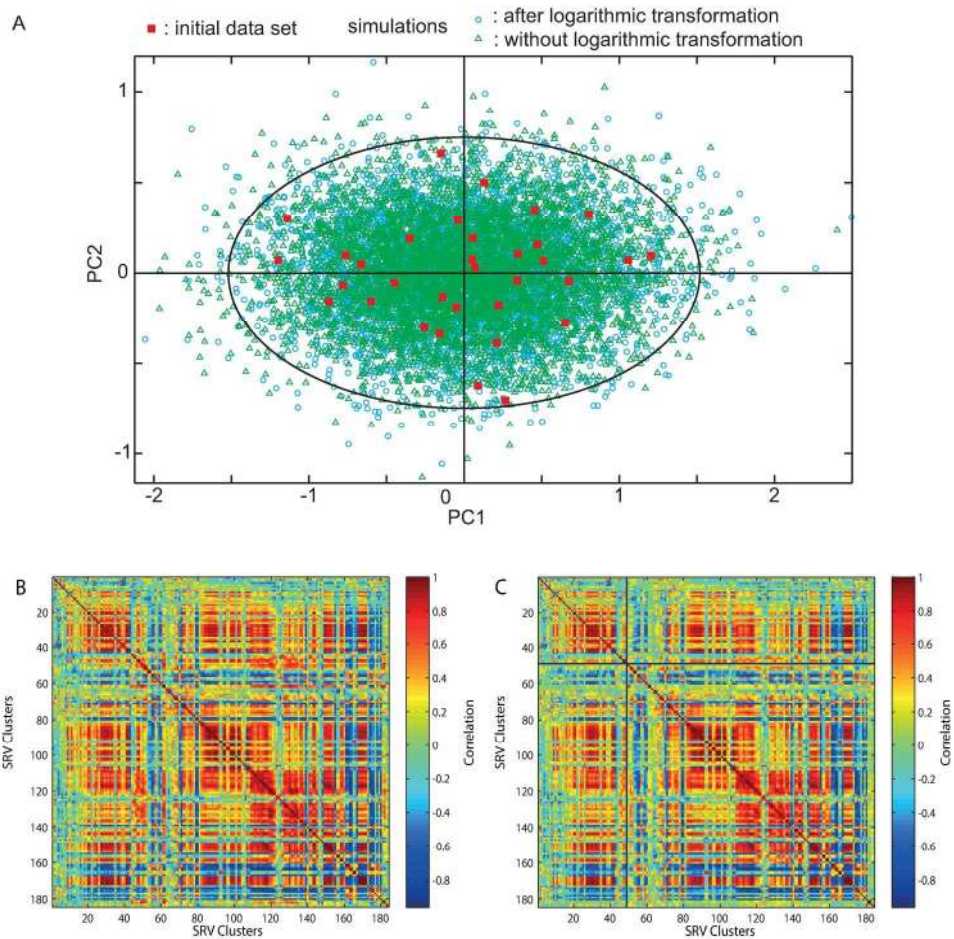 A
: initial data set
simulations
: after logarithmic transformation
: without logarithmic transformation
1
0
-1
PC2
-2
-1
0
1
2
PC1
B
20
40
60
80
100
120
140
160
180
SRV Clusters
20 40 60 80 100 120 140 160 180
SRV Clusters
1
0.8
0.6
0.4
0.2
0
-0.2
-0.4
-0.6
-0.8
Correlation
C
20
40
60
80
100
120
140
160
180
SRV Clusters
20 40 60 80 100 120 140 160 180
SRV Clusters
1
0.8
0.6
0.4
0.2
0
-0.2
-0.4
-0.6
-0.8
Correlation